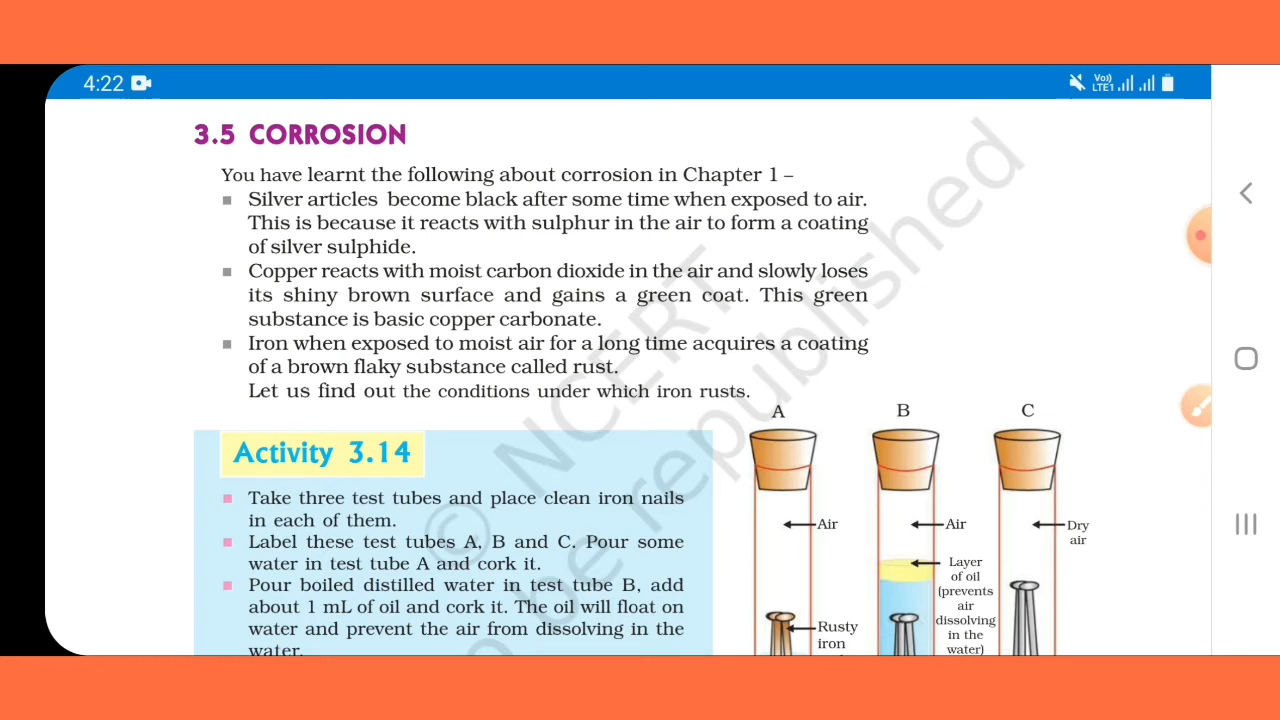 4:22
Vo))
LTE1
3.5 CORROSION
You have learnt the following about corrosion in Chapter 1 –
Silver articles become black after some time when exposed to air.
This is because it reacts with sulphur in the air to form a coating
of silver sulphide.
Copper reacts with moist carbon dioxide in the air and slowly loses
its shiny brown surface and gains a green coat. This green
substance is basic copper carbonate.
Iron when exposed to moist air for a long time acquires a coating
of a brown flaky substance called rust.
Let us find out the conditions under which iron rusts.
Activity 3.14
Take three test tubes and place clean iron nails
in each of them.
Label these test tubes A, B and C. Pour some
water in test tube A and cork it.
Pour boiled distilled water in test tube B, add
about 1 mL of oil and cork it. The oil will float on
water and prevent the air from dissolving in the
water.
A
B
C
Air
Air
Dry
air
Layer
of oil
(prevents
air
dissolving
in the
water)
Rusty
iron
© NCERT
be republished